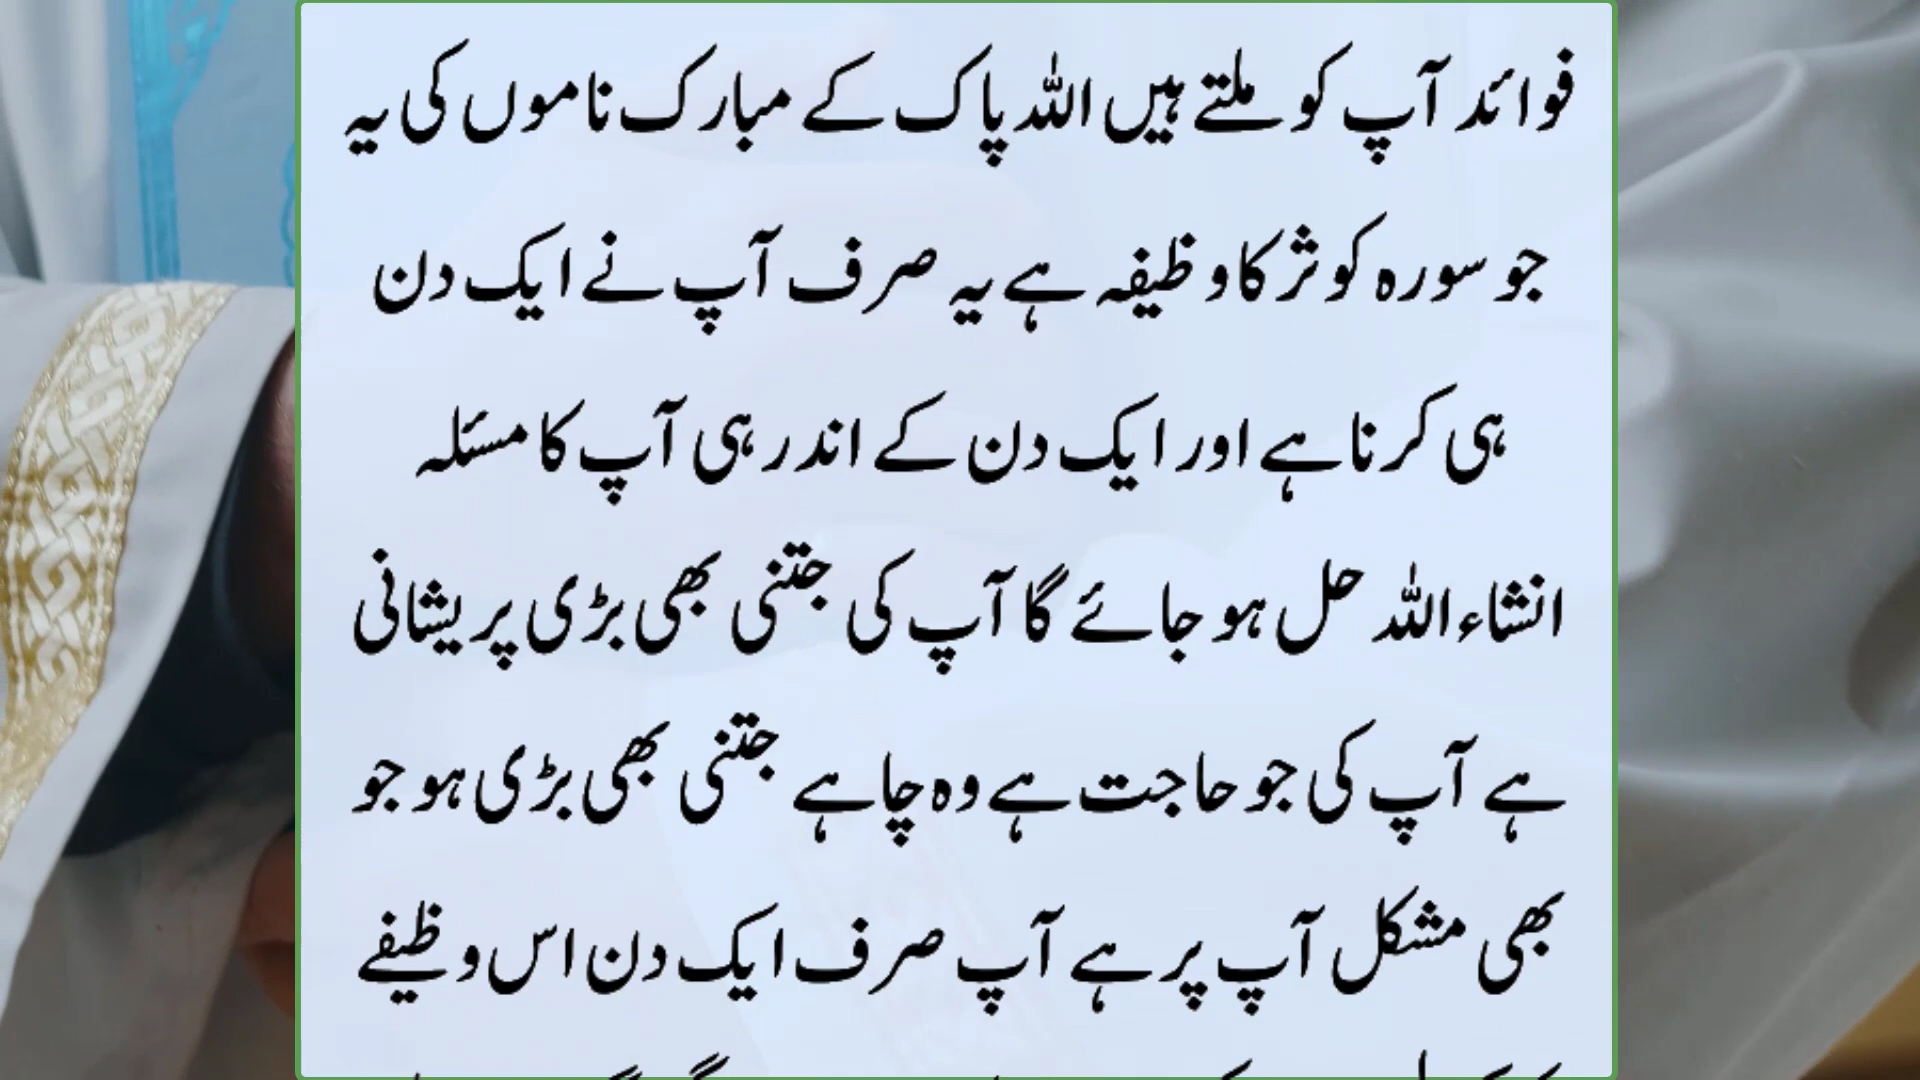 فوائد آپ کو ملتے ہیں اللہ پاک کے مبارک ناموں کی یہ
جو سورہ کوثر کا وظیفہ ہے یہ صرف آپ نے ایک دن
ہی کرنا ہے اور ایک دن کے اندر ہی آپ کا مسئلہ
انشاء اللہ حل ہو جائے گا آپ کی جتنی بھی بڑی پریشانی
ہے آپ کی جو حاجت ہے وہ چاہے جتنی بھی بڑی ہو جو
بھی مشکل آپ پر ہے آپ صرف ایک دن اس وظیفے